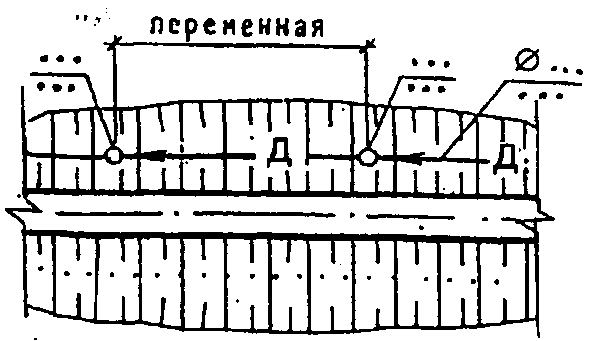 переменная
Ø ...
Д
Д